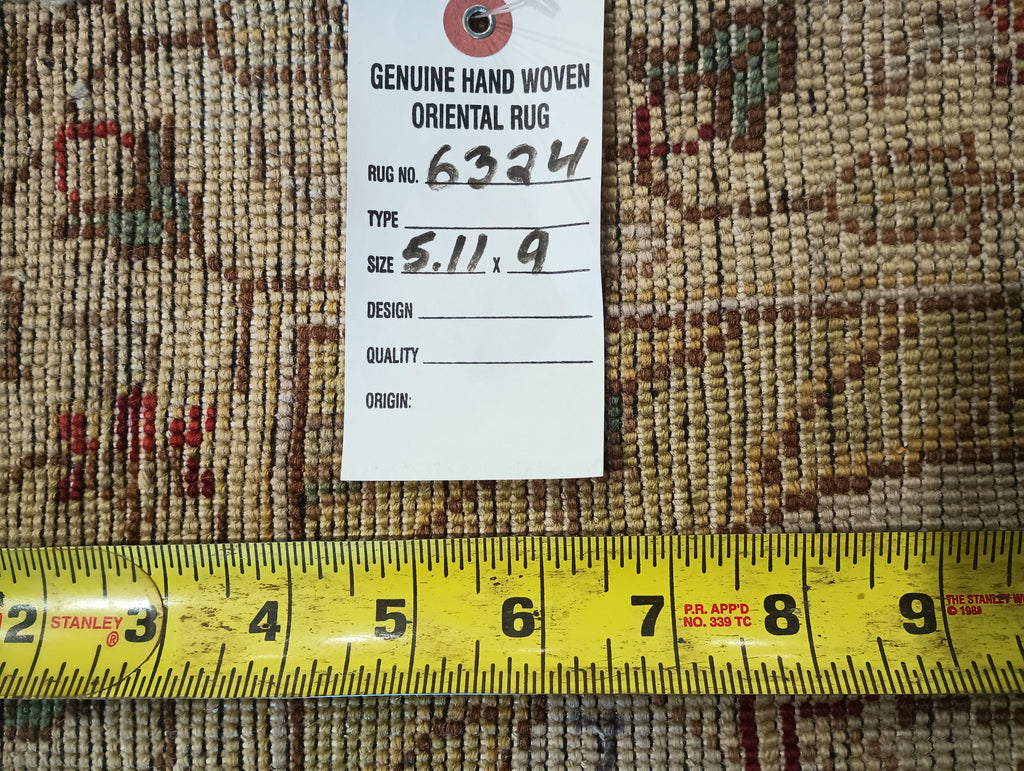 GENUINE HAND WOVEN
ORIENTAL RUG
RUG NO. 6324
TYPE
SIZE 5.11 x 9
DESIGN
QUALITY
ORIGIN:
2 STANLEY ® 3 4 5 6 7 P.R. APP'D NO. 339 TC 8 9 THE STANLEY W